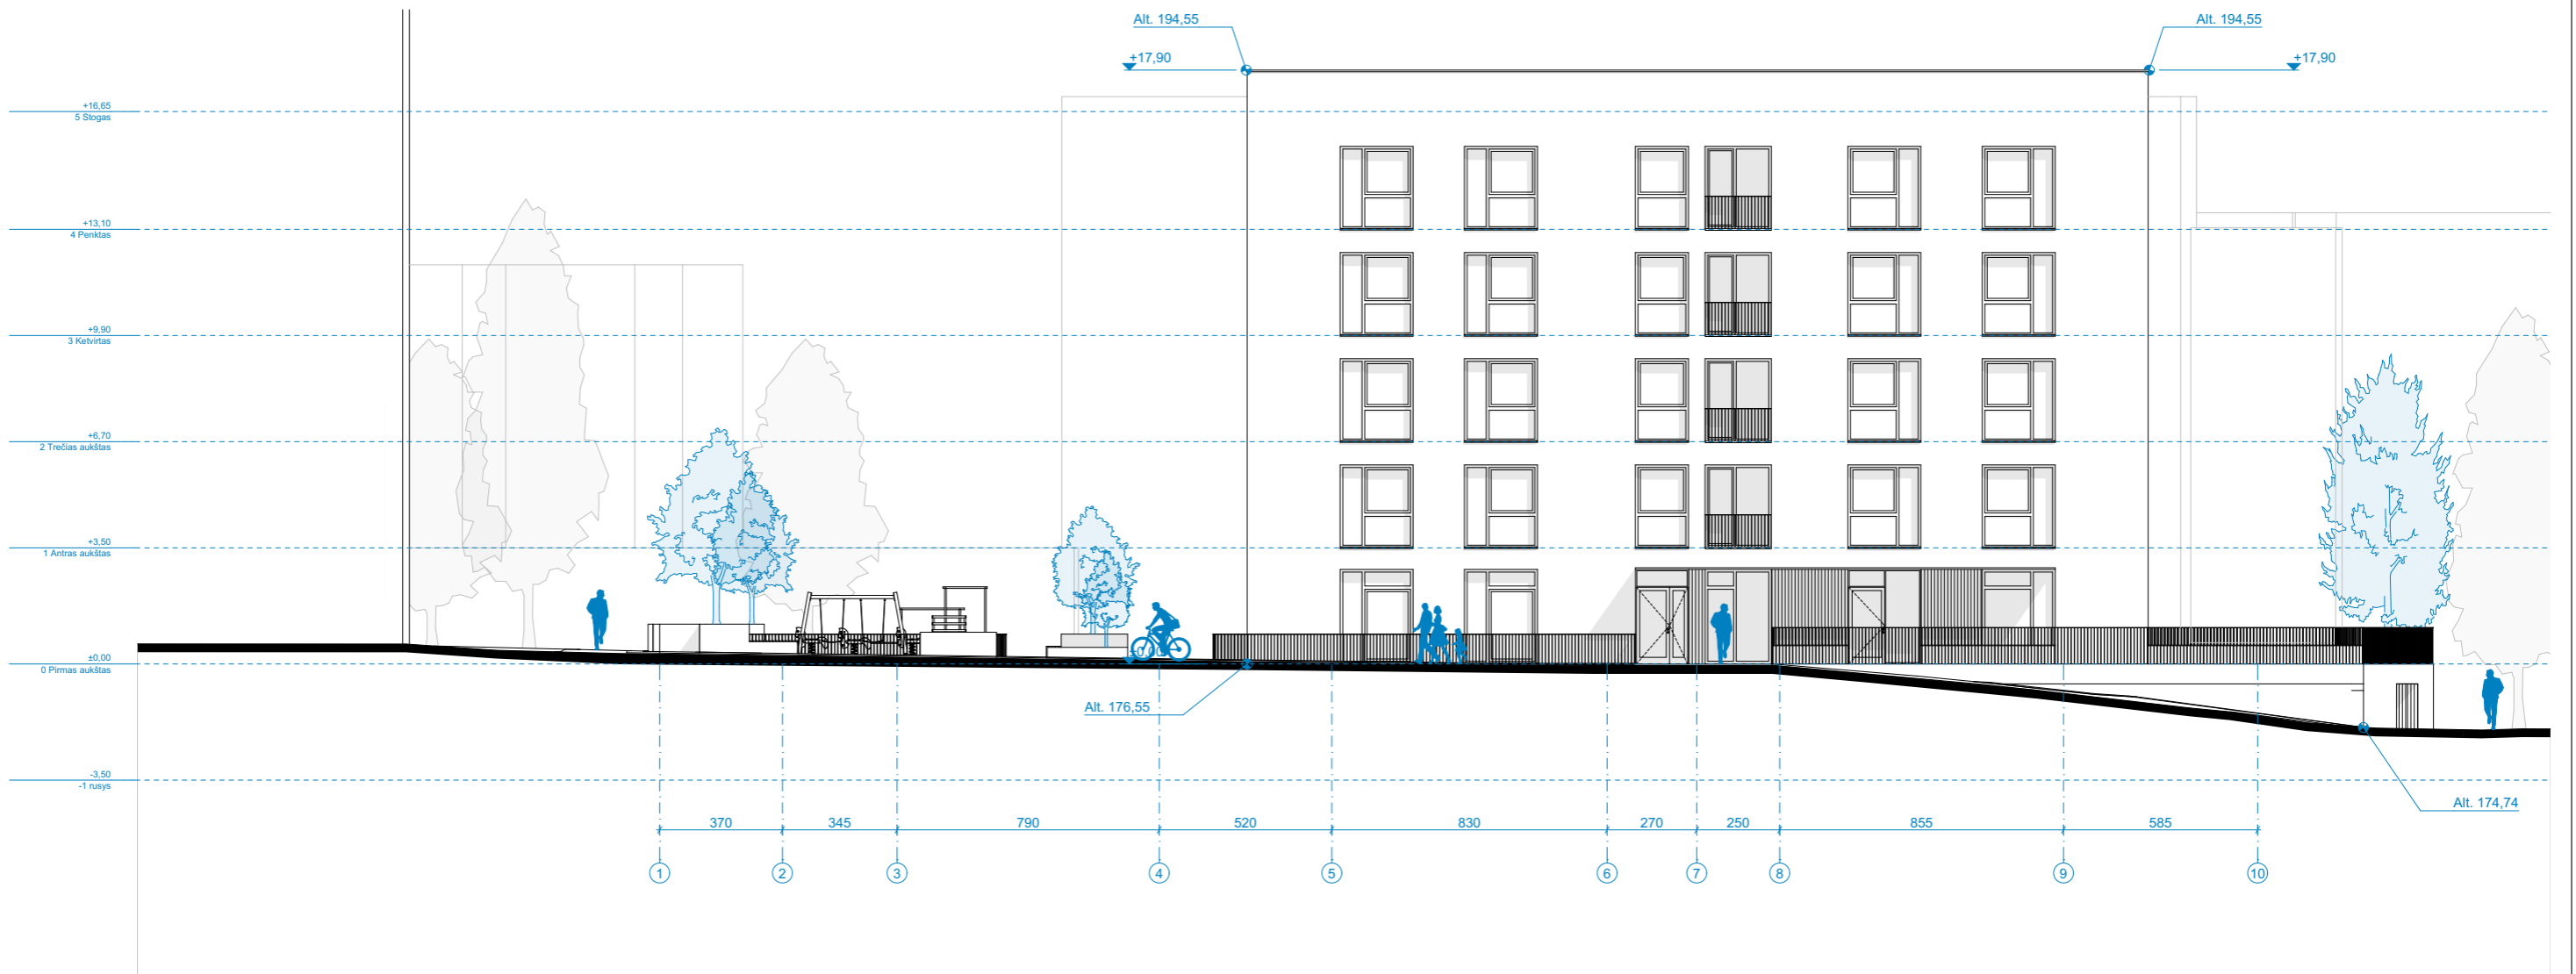 Alt. 194,55
Alt. 194,55
+17,90
+17,90
+16,65
5 Stogas
+13,10
4 Penktas
+9,90
3 Ketvirtas
+6,70
2 Trečias aukštas
+3,50
1 Antras aukštas
±0,00
0 Pirmas aukštas
±0,00
Alt. 176,55
-3,50
-1 rusys
Alt. 174,74
370 345 790 520 830 270 250 855 585
1 2 3 4 5 6 7 8 9 10